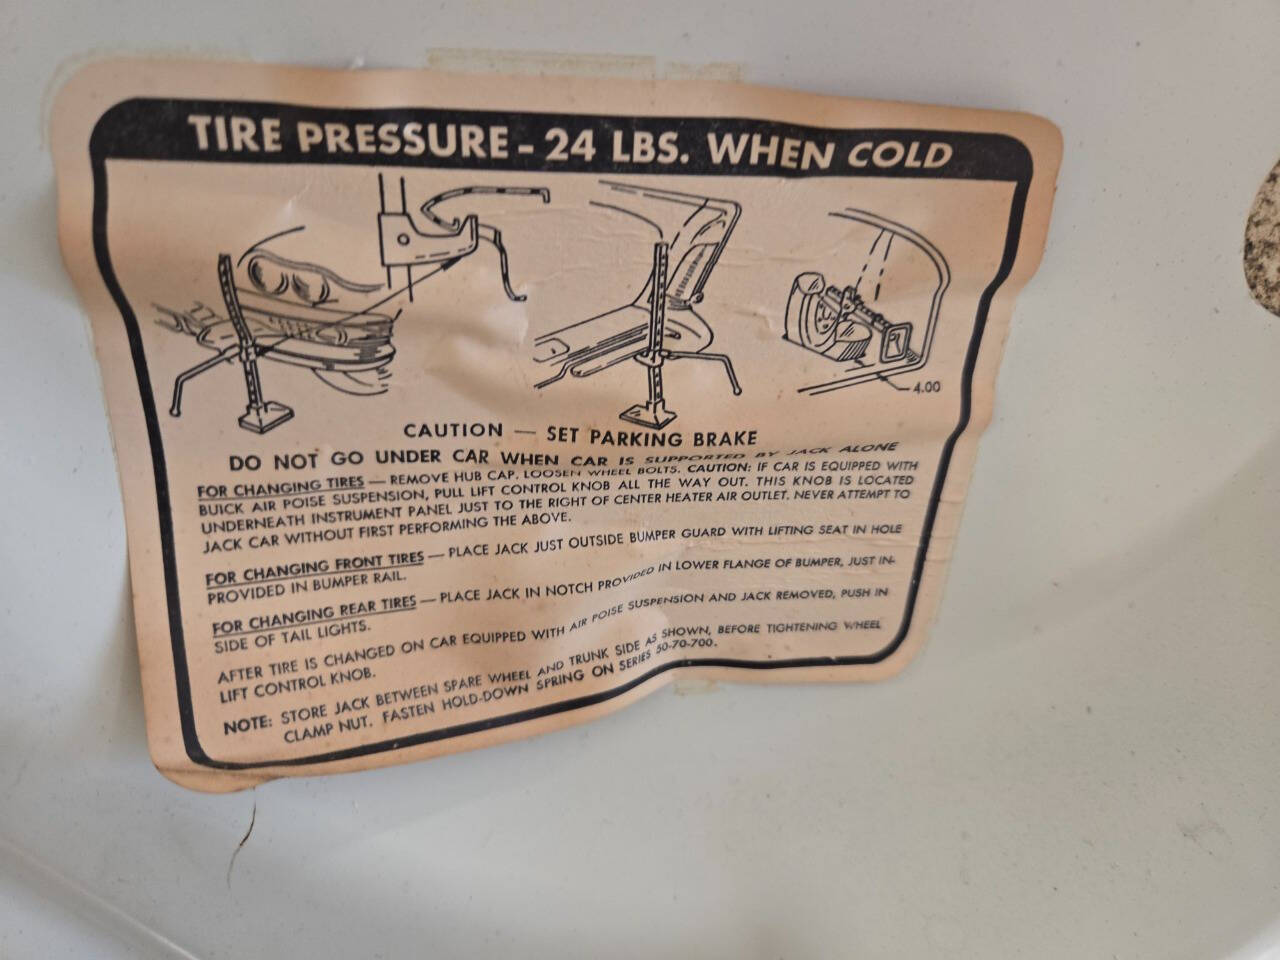 TIRE PRESSURE - 24 LBS. WHEN COLD
4.00
CAUTION — SET PARKING BRAKE
DO NOT GO UNDER CAR WHEN CAR IS SUPPORTED BY JACK ALONE
FOR CHANGING TIRES — REMOVE HUB CAP. LOOSEN WHEEL BOLTS. CAUTION: IF CAR IS EQUIPPED WITH
BUICK AIR POISE SUSPENSION, PULL LIFT CONTROL KNOB ALL THE WAY OUT. THIS KNOB IS LOCATED
UNDERNEATH INSTRUMENT PANEL JUST TO THE RIGHT OF CENTER HEATER AIR OUTLET. NEVER ATTEMPT TO
JACK CAR WITHOUT FIRST PERFORMING THE ABOVE.
FOR CHANGING FRONT TIRES — PLACE JACK JUST OUTSIDE BUMPER GUARD WITH LIFTING SEAT IN HOLE
PROVIDED IN BUMPER RAIL.
FOR CHANGING REAR TIRES — PLACE JACK IN NOTCH PROVIDED IN LOWER FLANGE OF BUMPER, JUST IN-
SIDE OF TAIL LIGHTS.
AFTER TIRE IS CHANGED ON CAR EQUIPPED WITH AIR POISE SUSPENSION AND JACK REMOVED, PUSH IN
LIFT CONTROL KNOB.
NOTE: STORE JACK BETWEEN SPARE WHEEL AND TRUNK SIDE AS SHOWN, BEFORE TIGHTENING WHEEL
CLAMP NUT. FASTEN HOLD-DOWN SPRING ON SERIES 50-70-700.